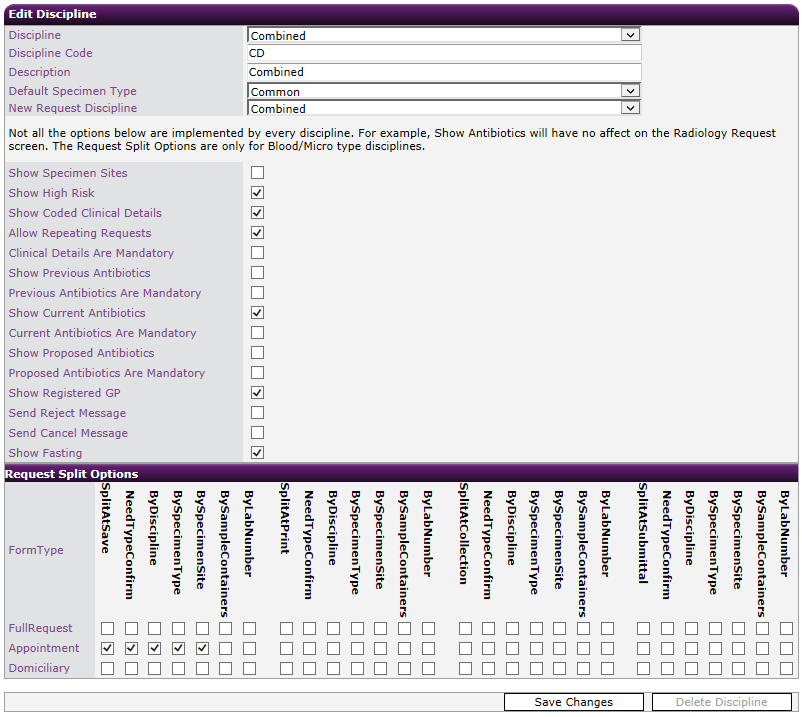 Edit Discipline
Discipline Combined
Discipline Code CD
Description Combined
Default Specimen Type Common
New Request Discipline Combined
Not all the options below are implemented by every discipline. For example, Show Antibiotics will have no affect on the Radiology Request
screen. The Request Split Options are only for Blood/Micro type disciplines.
Show Specimen Sites
Show High Risk
Show Coded Clinical Details
Allow Repeating Requests
Clinical Details Are Mandatory
Show Previous Antibiotics
Previous Antibiotics Are Mandatory
Show Current Antibiotics
Current Antibiotics Are Mandatory
Show Proposed Antibiotics
Proposed Antibiotics Are Mandatory
Show Registered GP
Send Reject Message
Send Cancel Message
Show Fasting
Request Split Options
FormType
SplitAtSave
NeedTypeConfirm
ByDiscipline
BySpecimenType
BySpecimenSite
BySampleContainers
ByLabNumber
SplitAtPrint
NeedTypeConfirm
ByDiscipline
BySpecimenType
BySpecimenSite
BySampleContainers
ByLabNumber
SplitAtCollection
NeedTypeConfirm
ByDiscipline
BySpecimenType
BySpecimenSite
BySampleContainers
ByLabNumber
SplitAtSubmittal
NeedTypeConfirm
ByDiscipline
BySpecimenType
BySpecimenSite
BySampleContainers
ByLabNumber
FullRequest
Appointment
Domiciliary
Save Changes Delete Discipline